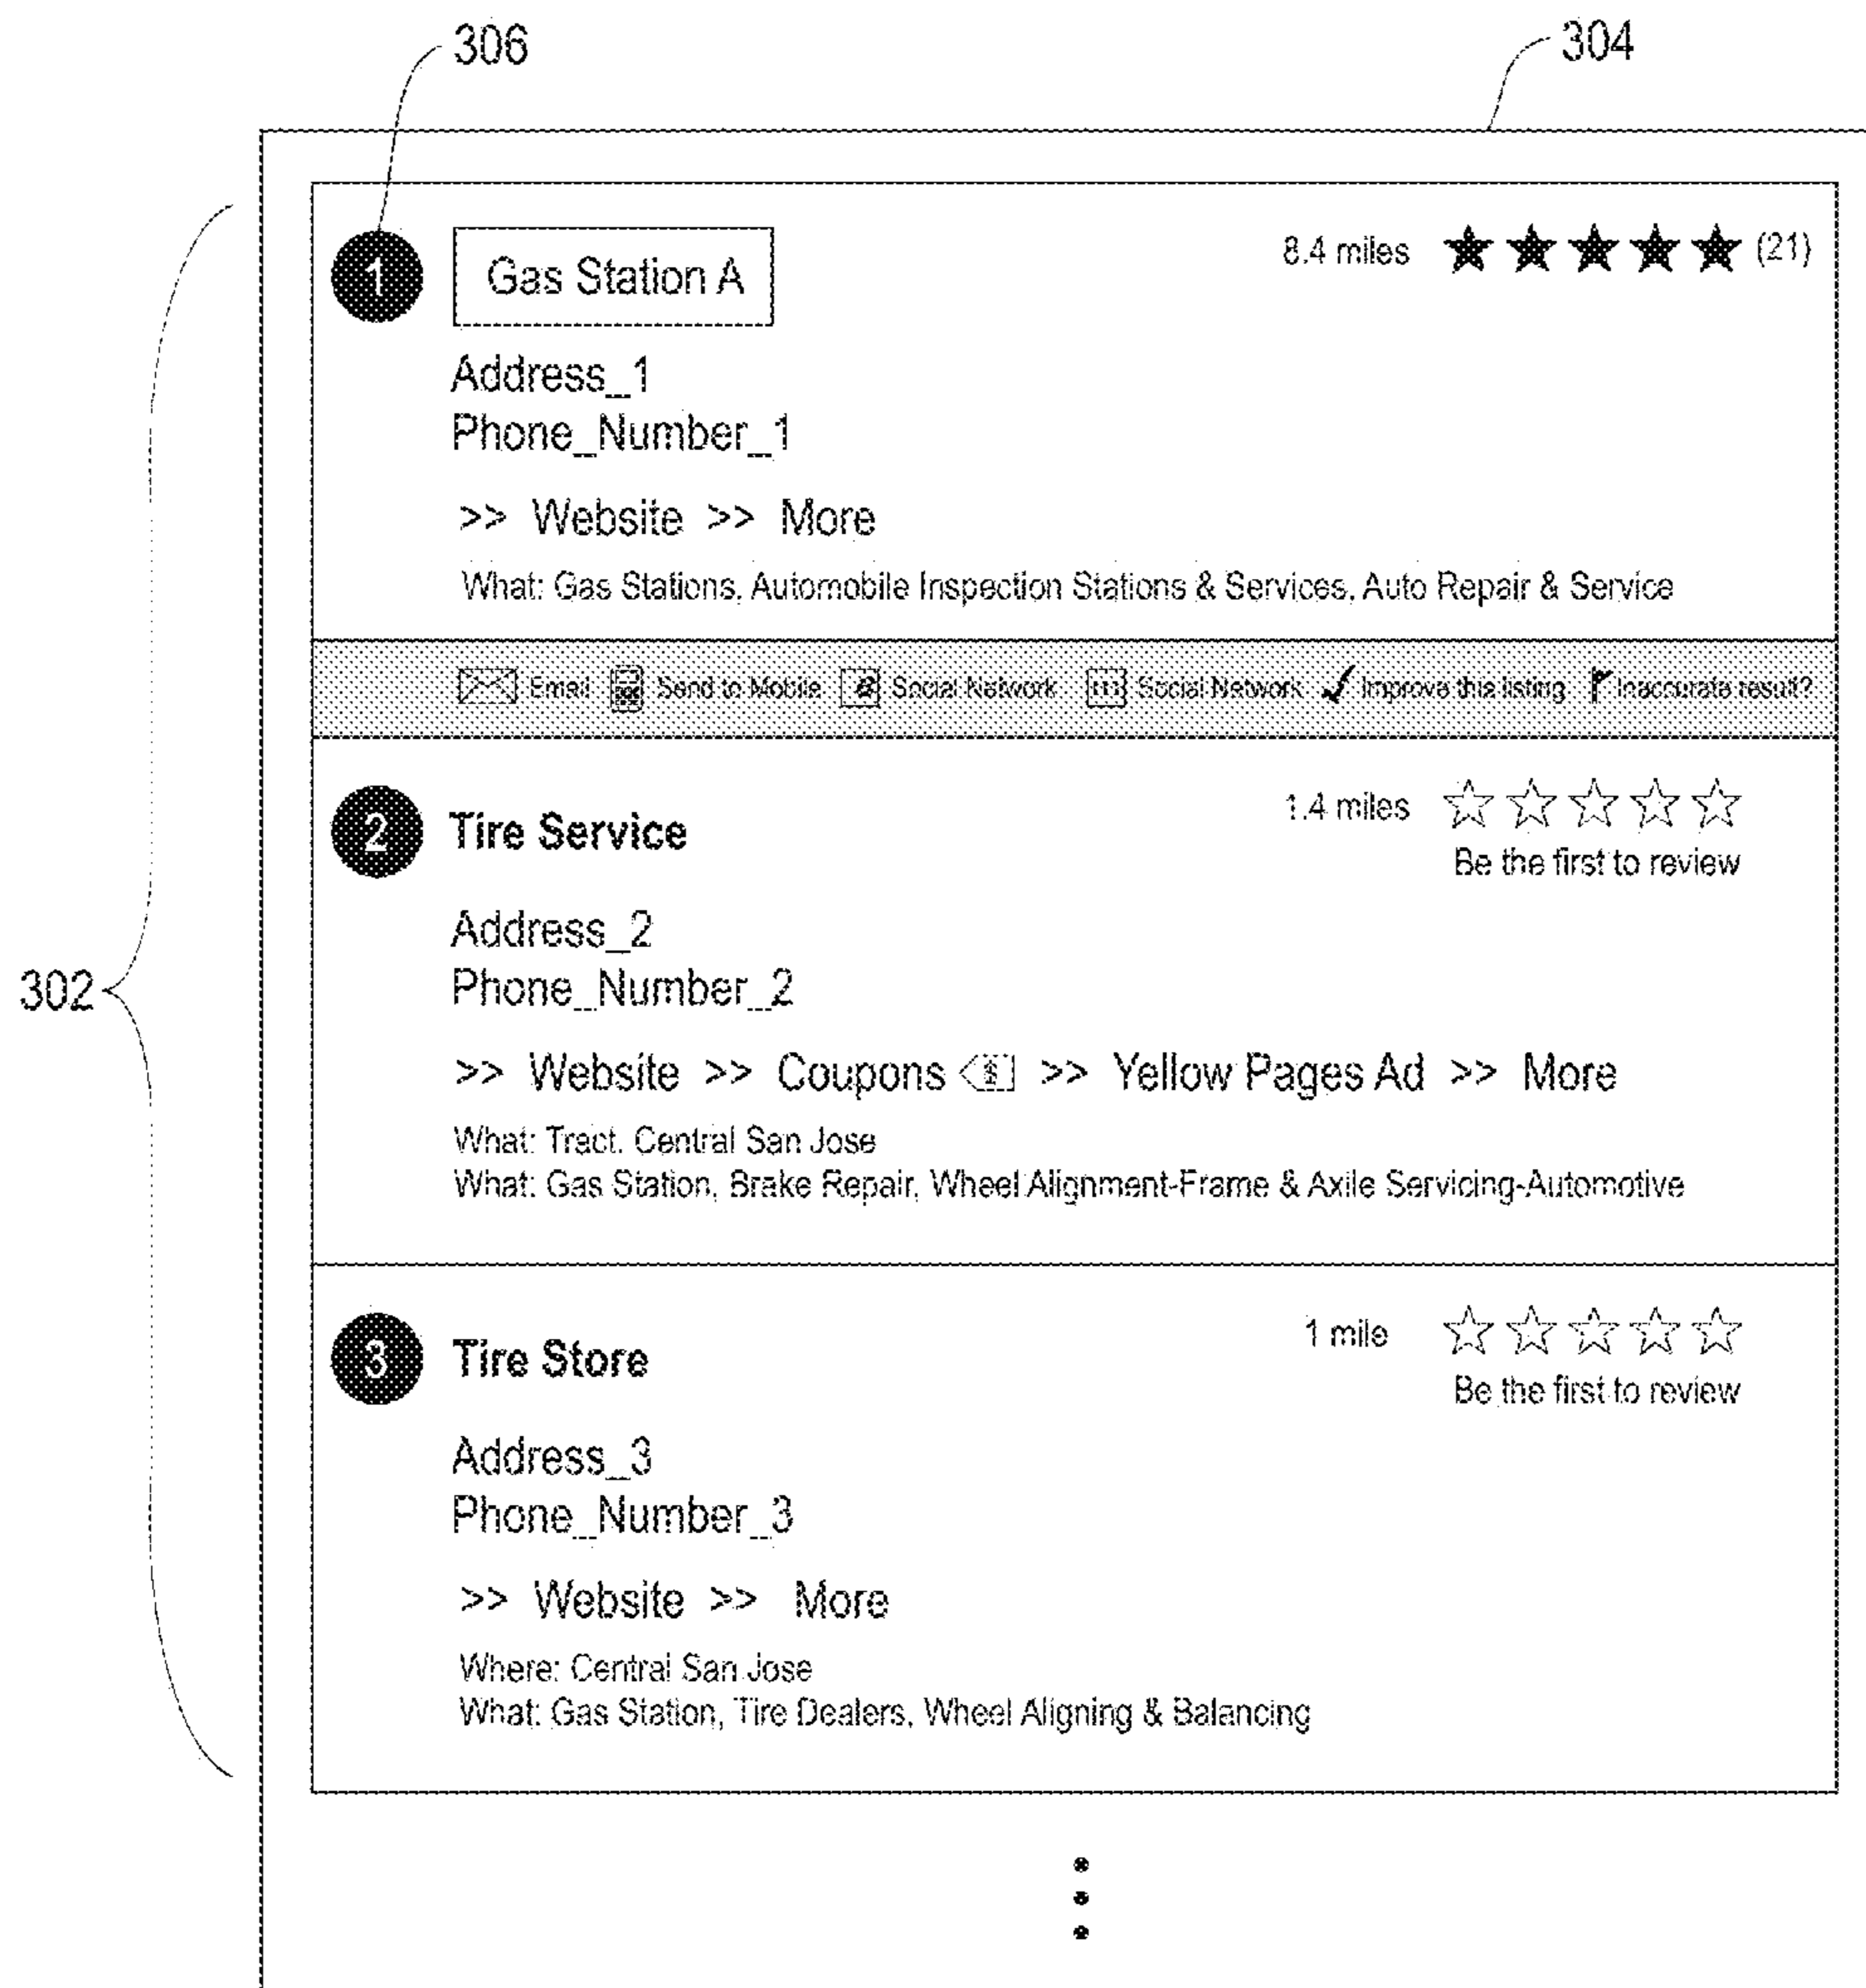 306
304
1 Gas Station A 8.4 miles (21)
Address_1
Phone_Number_1
>> Website >> More
What: Gas Stations, Automobile Inspection Stations & Services, Auto Repair & Service
Email Send to Mobile Social Network Social Network Improve this listing Inaccurate result?
2 Tire Service 1.4 miles
Be the first to review
Address_2
Phone_Number_2
302
>> Website >> Coupons $ >> Yellow Pages Ad >> More
What: Tract. Central San Jose
What: Gas Station, Brake Repair, Wheel Alignment-Frame & Axile Servicing-Automotive
3 Tire Store 1 mile
Be the first to review
Address_3
Phone_Number_3
>> Website >> More
Where: Central San Jose
What: Gas Station, Tire Dealers, Wheel Aligning & Balancing